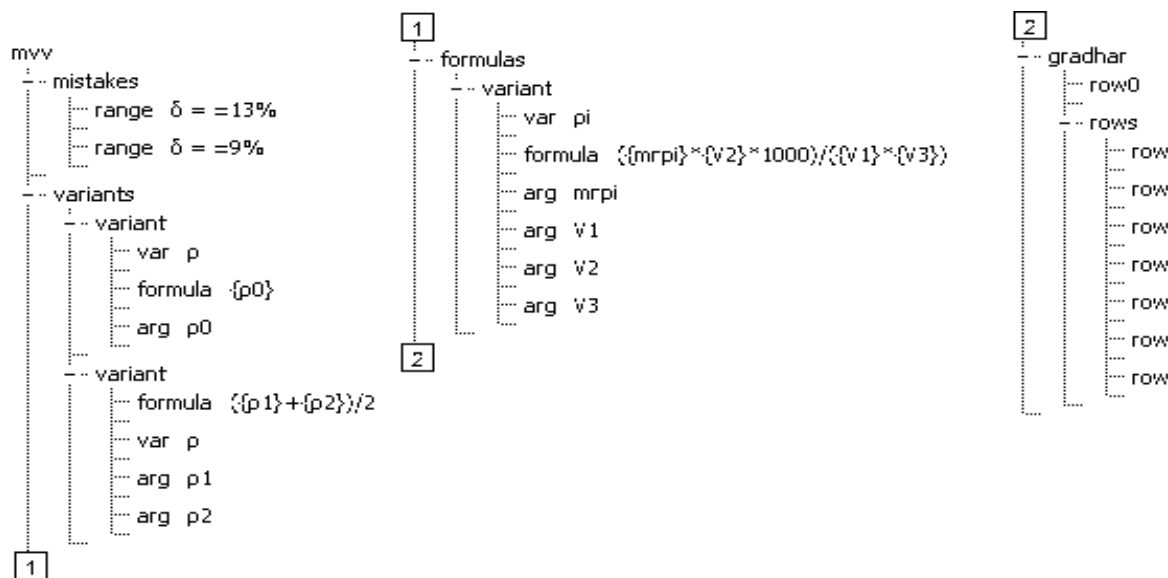 mvv
mistakes
range δ = =13%
range δ = =9%
variants
variant
var ρ
formula {ρ0}
arg ρ0
variant
formula ({ρ1}+{ρ2})/2
var ρ
arg ρ1
arg ρ2
1
1
formulas
variant
var ρi
formula ({mrpi}*{V2}*1000)/({V1}*{V3})
arg mrpi
arg V1
arg V2
arg V3
2
2
gradhar
row0
rows
row
row
row
row
row
row
row